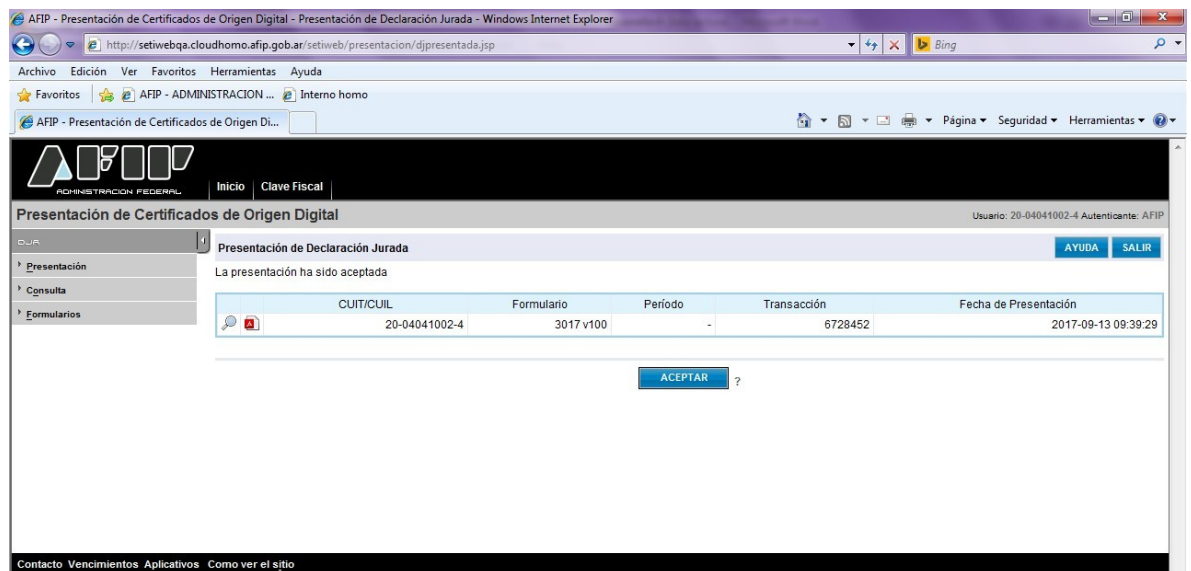 AFIP - Presentación de Certificados de Origen Digital - Presentación de Declaración Jurada - Windows Internet Explorer
http://setiwebqa.cloudhomo.afip.gob.ar/setiweb/presentacion/djpresentada.jsp
Bing
Archivo Edición Ver Favoritos Herramientas Ayuda
Favoritos AFIP - ADMINISTRACION ... Interno homo
AFIP - Presentación de Certificados de Origen Di... Página Seguridad Herramientas
AFIP
ADMINISTRACION FEDERAL
Inicio Clave Fiscal
Presentación de Certificados de Origen Digital Usuario: 20-04041002-4 Autenticante: AFIP
DJR
Presentación
Consulta
Formularios
Presentación de Declaración Jurada AYUDA SALIR
La presentación ha sido aceptada
CUIT/CUIL Formulario Período Transacción Fecha de Presentación
20-04041002-4 3017 v100 - 6728452 2017-09-13 09:39:29
ACEPTAR ?
Contacto Vencimientos Aplicativos Como ver el sitio